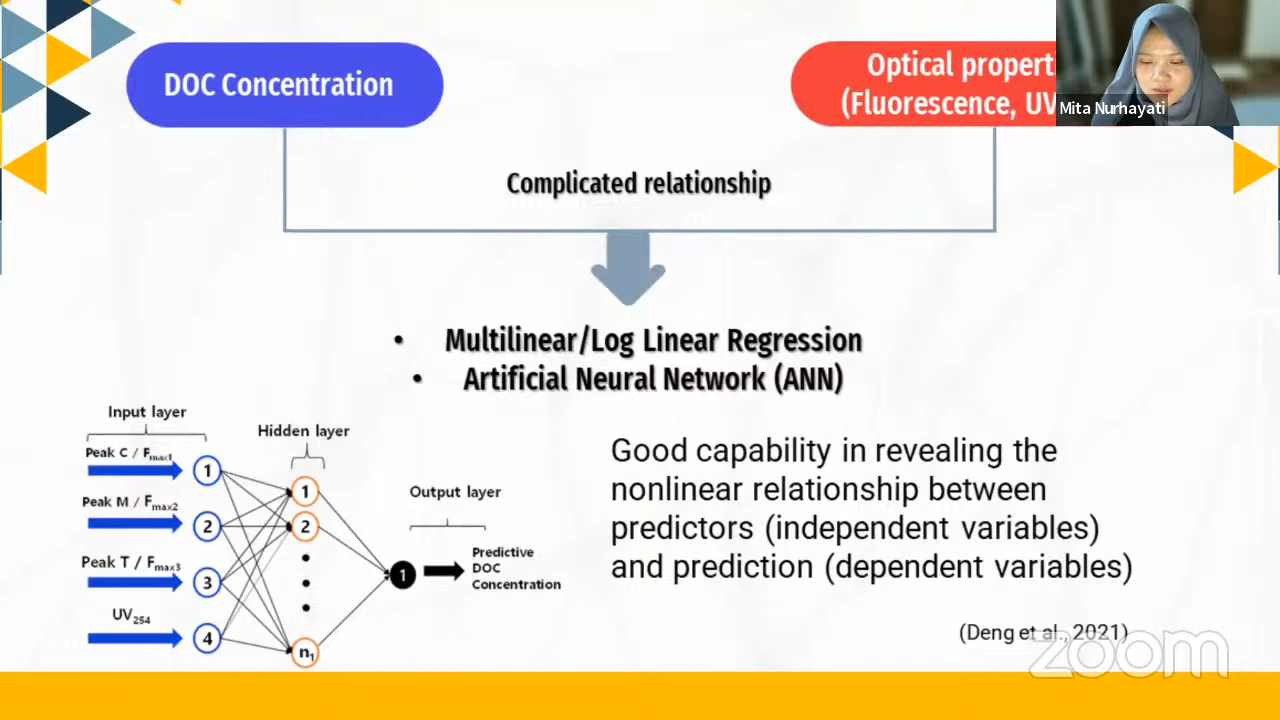 DOC Concentration
Optical propert
(Fluorescence, UV
Mita Nurhayati
Complicated relationship
• Multilinear/Log Linear Regression
• Artificial Neural Network (ANN)
Input layer
Hidden layer
Output layer
Peak C / Fmax1
Peak M / Fmax2
Peak T / Fmax3
UV254
1
2
3
4
1
2
n1
1
Predictive
DOC
Concentration
Good capability in revealing the
nonlinear relationship between
predictors (independent variables)
and prediction (dependent variables)
(Deng et al., 2021)
zoom